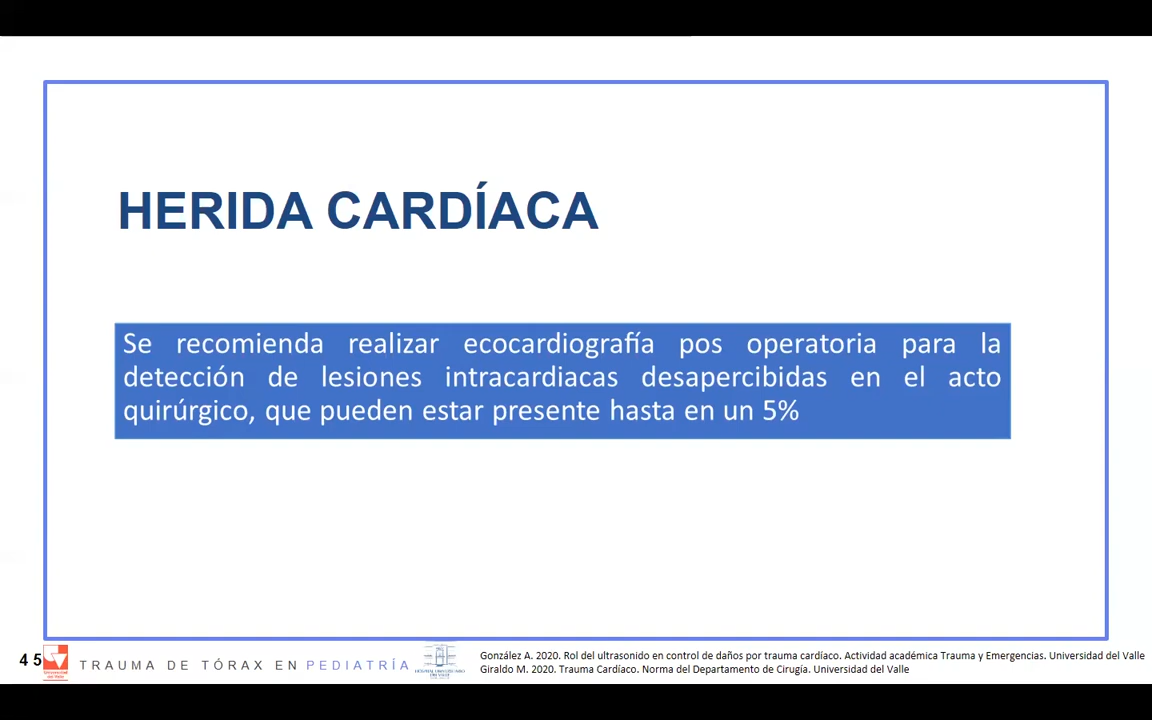 HERIDA CARDÍACA
Se recomienda realizar ecocardiografía pos operatoria para la
detección de lesiones intracardiacas desapercibidas en el acto
quirúrgico, que pueden estar presente hasta en un 5%
45
TRAUMA DE TÓRAX EN PEDIATRÍA
González A. 2020. Rol del ultrasonido en control de daños por trauma cardíaco. Actividad académica Trauma y Emergencias. Universidad del Valle
Giraldo M. 2020. Trauma Cardíaco. Norma del Departamento de Cirugía. Universidad del Valle